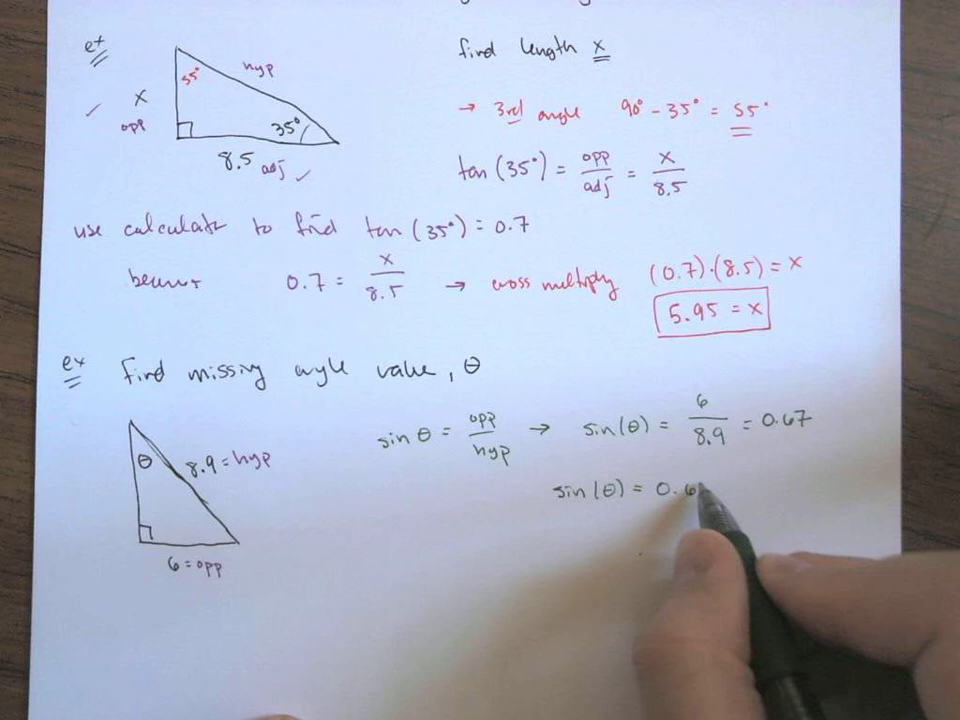 ex
find length x
hyp
55°
x
opp
35°
8.5 adj ✓
→ 3rd angle 90° - 35° = 55°
tan (35°) = opp/adj = x/8.5
use calculator to find tan (35°) = 0.7
0.7 = x/8.5 → cross multiply (0.7)·(8.5) = x
5.95 = x
ex find missing angle value, θ
θ
8.9 = hyp
6 = opp
sin θ = opp/hyp → sin(θ) = 6/8.9 = 0.67
sin(θ) = 0.6